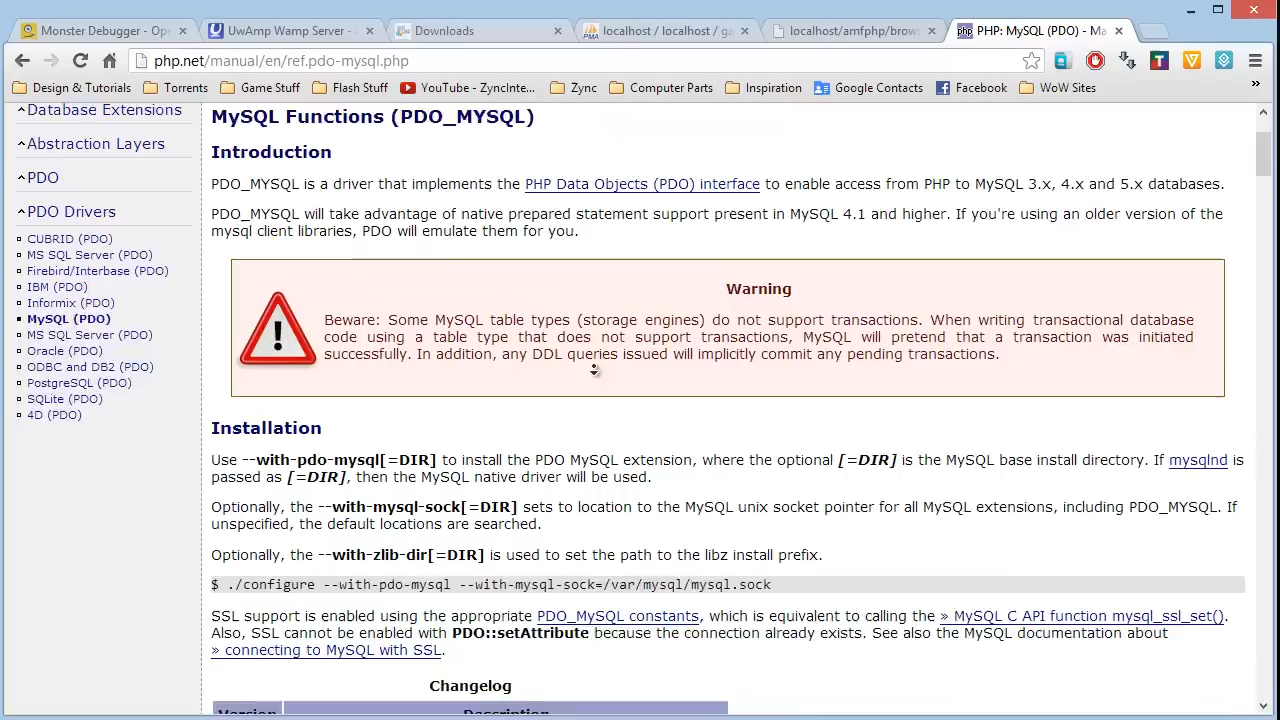 Monster Debugger - Open
UwAmp Wamp Server -
Downloads
localhost / localhost / ga
localhost/amfphp/brow
PHP: MySQL (PDO) - Ma
php.net/manual/en/ref.pdo-mysql.php
Design & Tutorials
Torrents
Game Stuff
Flash Stuff
YouTube - ZyncInte...
Zync
Computer Parts
Inspiration
Google Contacts
Facebook
WoW Sites
»
Database Extensions
Abstraction Layers
PDO
PDO Drivers
CUBRID (PDO)
MS SQL Server (PDO)
Firebird/Interbase (PDO)
IBM (PDO)
Informix (PDO)
MySQL (PDO)
MS SQL Server (PDO)
Oracle (PDO)
ODBC and DB2 (PDO)
PostgreSQL (PDO)
SQLite (PDO)
4D (PDO)
MySQL Functions (PDO_MYSQL)
Introduction
PDO_MYSQL is a driver that implements the PHP Data Objects (PDO) interface to enable access from PHP to MySQL 3.x, 4.x and 5.x databases.
PDO_MYSQL will take advantage of native prepared statement support present in MySQL 4.1 and higher. If you're using an older version of the
mysql client libraries, PDO will emulate them for you.
Warning
Beware: Some MySQL table types (storage engines) do not support transactions. When writing transactional database
code using a table type that does not support transactions, MySQL will pretend that a transaction was initiated
successfully. In addition, any DDL queries issued will implicitly commit any pending transactions.
Installation
Use --with-pdo-mysql[=DIR] to install the PDO MySQL extension, where the optional [=DIR] is the MySQL base install directory. If mysqlnd is
passed as [=DIR], then the MySQL native driver will be used.
Optionally, the --with-mysql-sock[=DIR] sets to location to the MySQL unix socket pointer for all MySQL extensions, including PDO_MYSQL. If
unspecified, the default locations are searched.
Optionally, the --with-zlib-dir[=DIR] is used to set the path to the libz install prefix.
$ ./configure --with-pdo-mysql --with-mysql-sock=/var/mysql/mysql.sock
SSL support is enabled using the appropriate PDO_MySQL constants, which is equivalent to calling the » MySQL C API function mysql_ssl_set().
Also, SSL cannot be enabled with PDO::setAttribute because the connection already exists. See also the MySQL documentation about
» connecting to MySQL with SSL.
Changelog
Version
Description